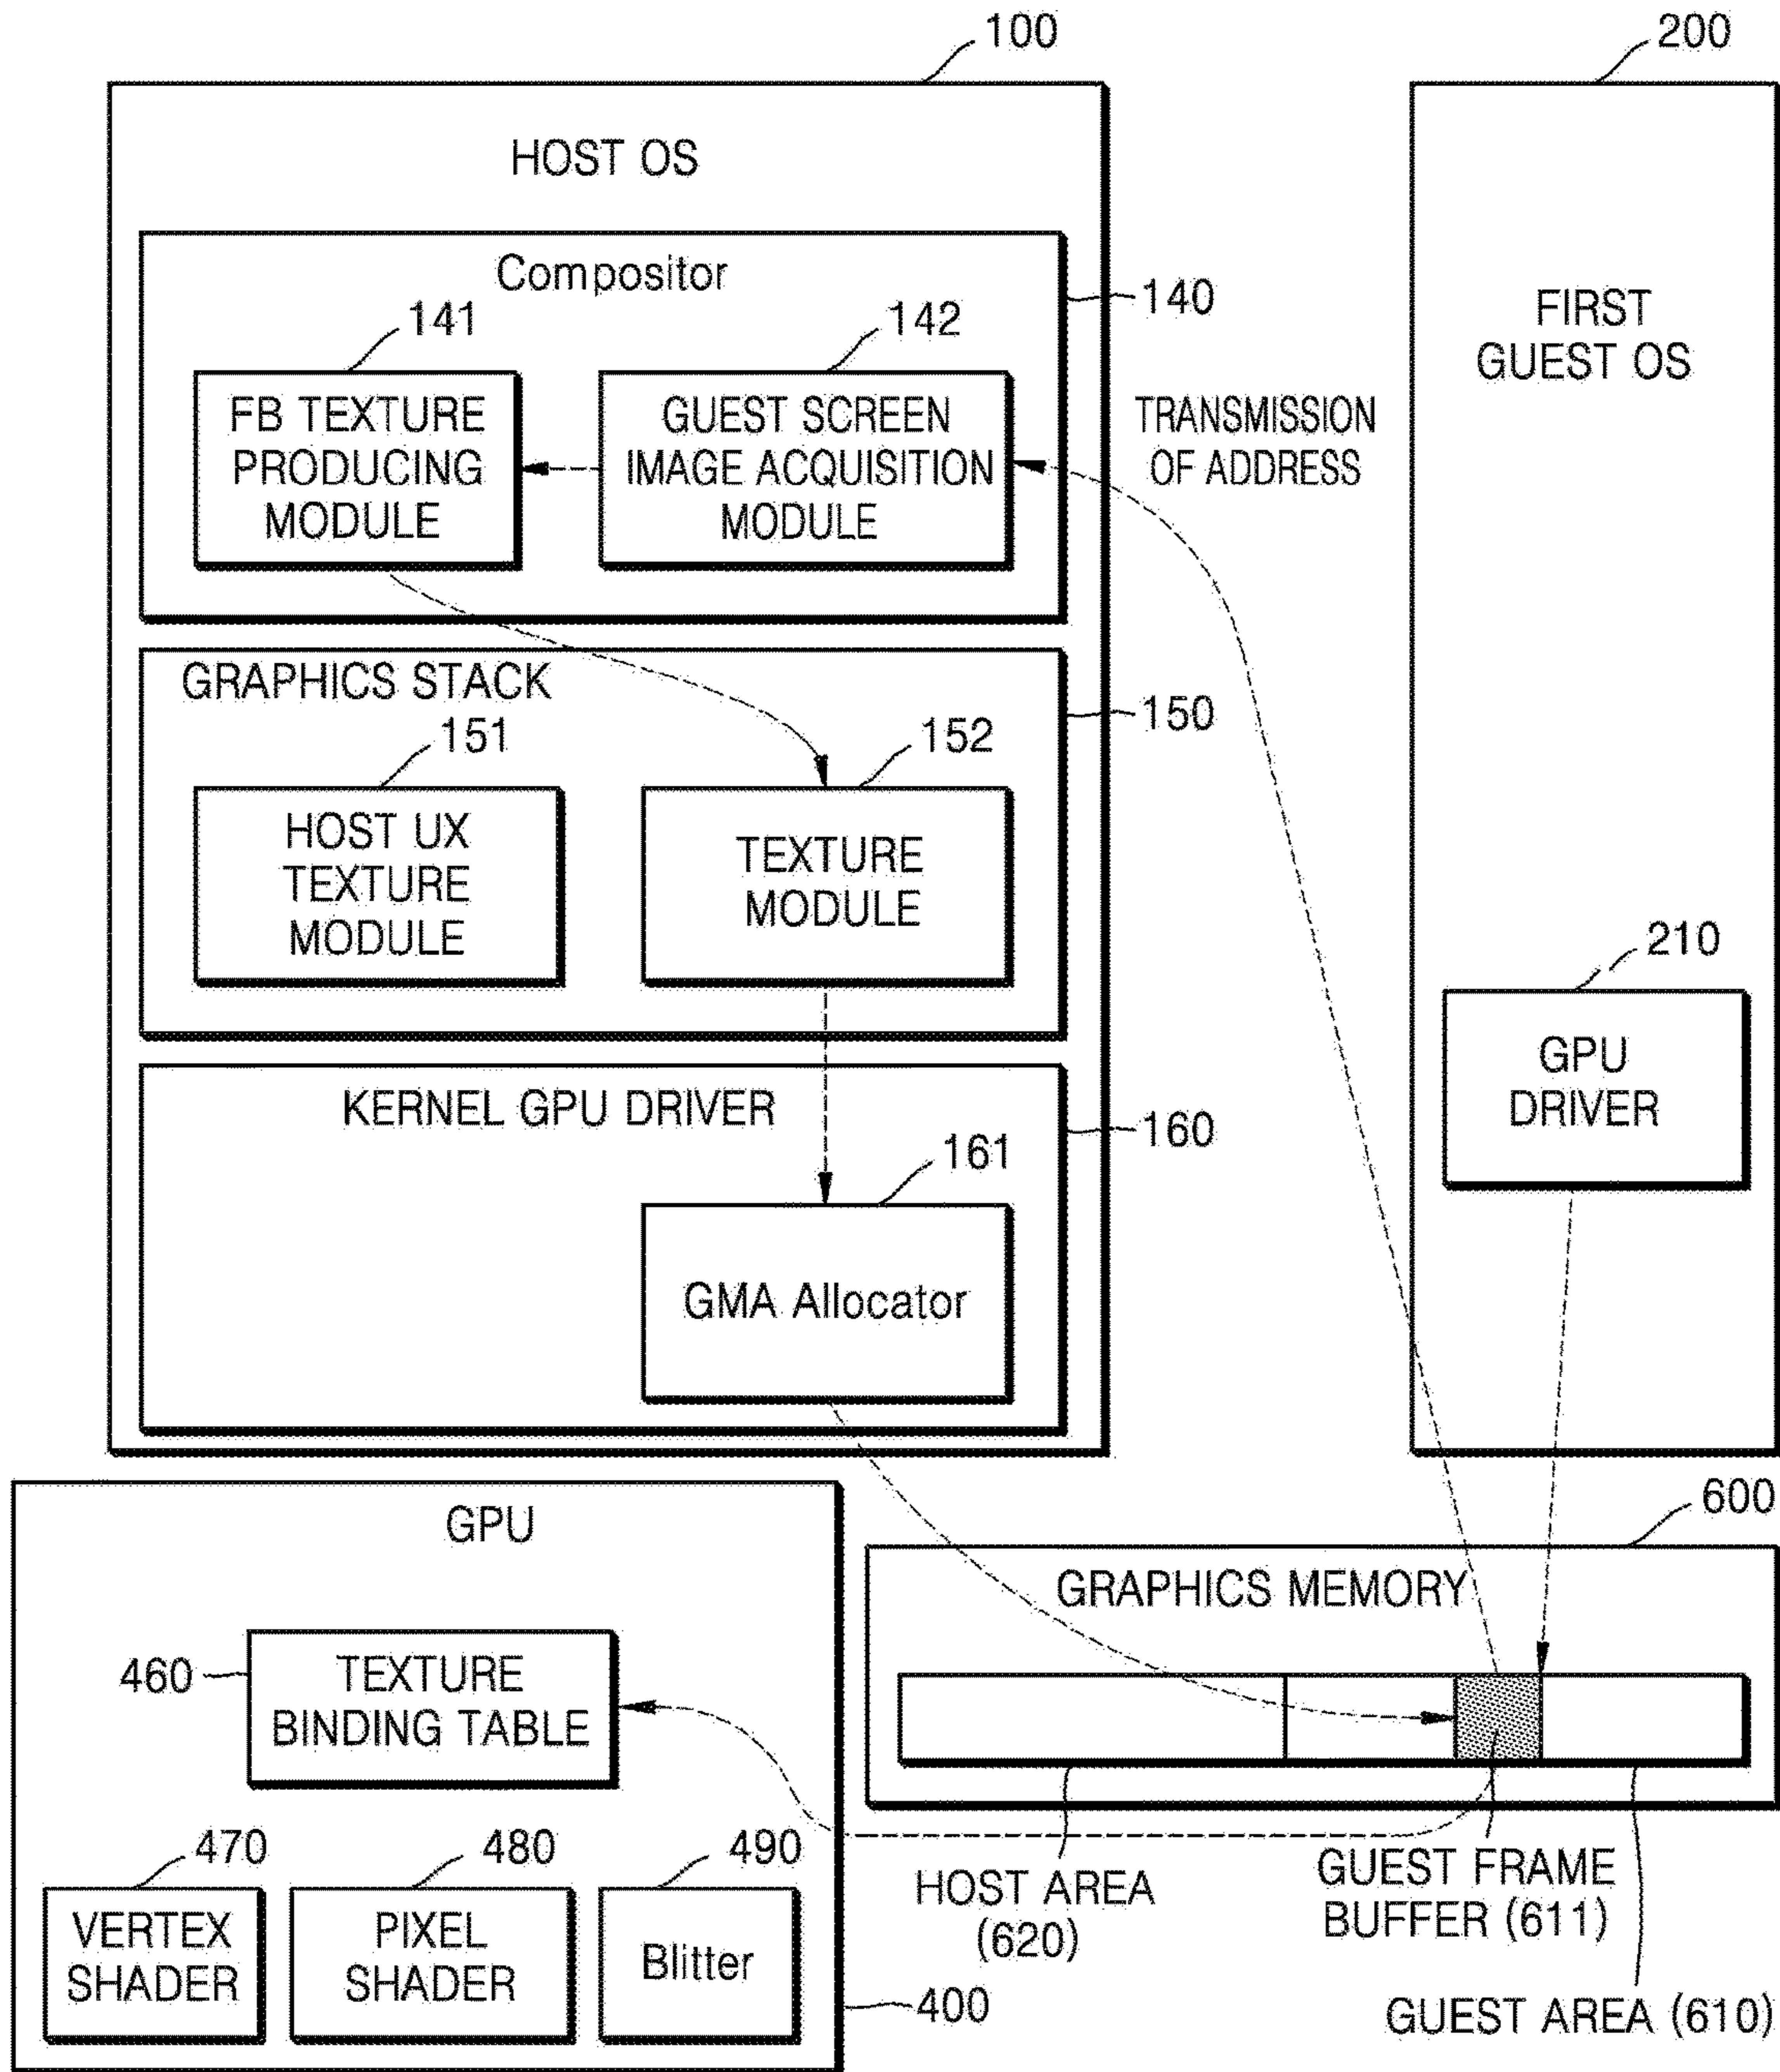 100
200
HOST OS
Compositor
140
141
142
FIRST
GUEST OS
FB TEXTURE
PRODUCING
MODULE
GUEST SCREEN
IMAGE ACQUISITION
MODULE
TRANSMISSION
OF ADDRESS
GRAPHICS STACK
150
151
152
HOST UX
TEXTURE
MODULE
TEXTURE
MODULE
210
GPU
DRIVER
KERNEL GPU DRIVER
160
161
GMA Allocator
GPU
600
GRAPHICS MEMORY
460
TEXTURE
BINDING TABLE
470
480
490
VERTEX
SHADER
PIXEL
SHADER
Blitter
400
HOST AREA
(620)
GUEST FRAME
BUFFER (611)
GUEST AREA (610)